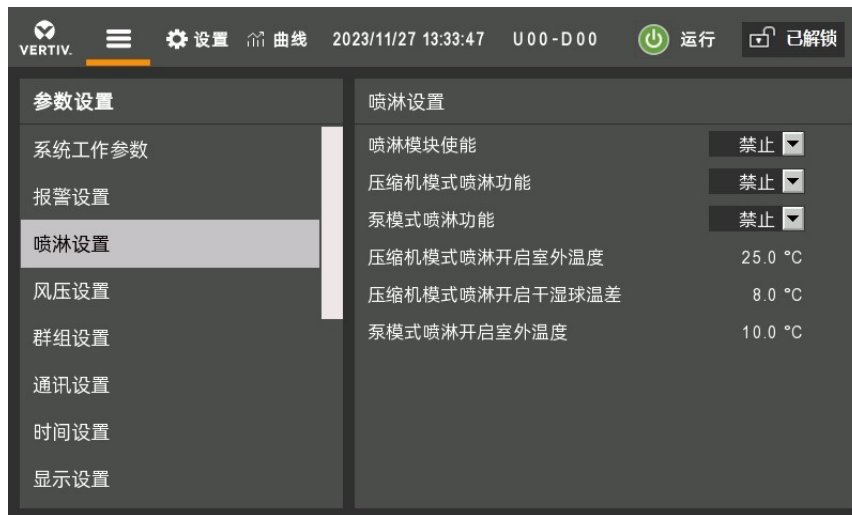 VERTIV. 设置 曲线 2023/11/27 13:33:47 U00-D00 运行 已解锁
参数设置
系统工作参数
报警设置
喷淋设置
风压设置
群组设置
通讯设置
时间设置
显示设置
喷淋设置
喷淋模块使能 禁止
压缩机模式喷淋功能 禁止
泵模式喷淋功能 禁止
压缩机模式喷淋开启室外温度 25.0 °C
压缩机模式喷淋开启干湿球温差 8.0 °C
泵模式喷淋开启室外温度 10.0 °C